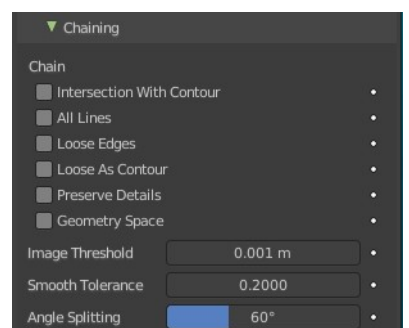 Chaining
Chain
Intersection With Contour
All Lines
Loose Edges
Loose As Contour
Preserve Details
Geometry Space
Image Threshold 0.001 m
Smooth Tolerance 0.2000
Angle Splitting 60°